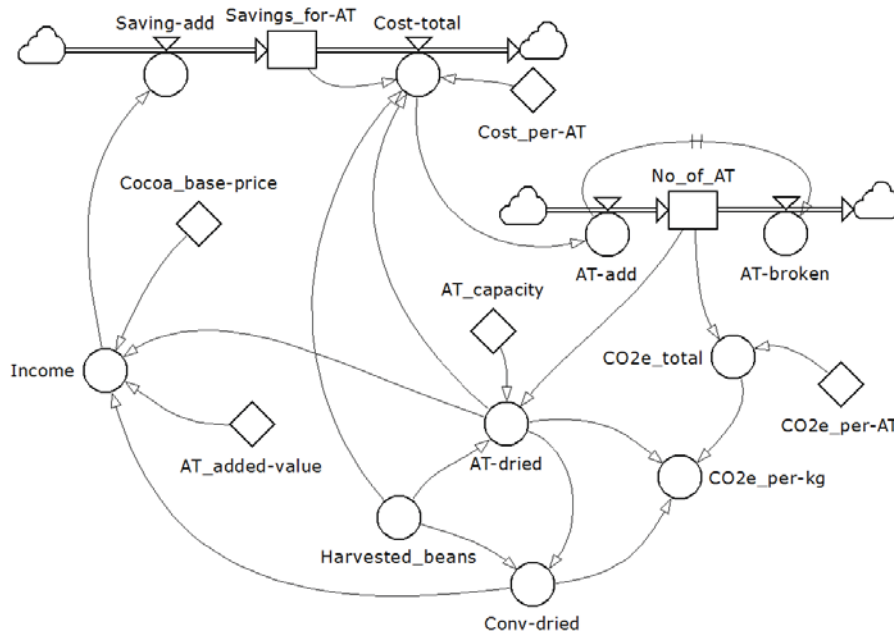 Saving-add
Savings_for-AT
Cost-total
Cost_per-AT
Cocoa_base-price
No_of_AT
AT-add
AT-broken
AT_capacity
Income
CO2e_total
AT_added-value
AT-dried
CO2e_per-AT
CO2e_per-kg
Harvested_beans
Conv-dried